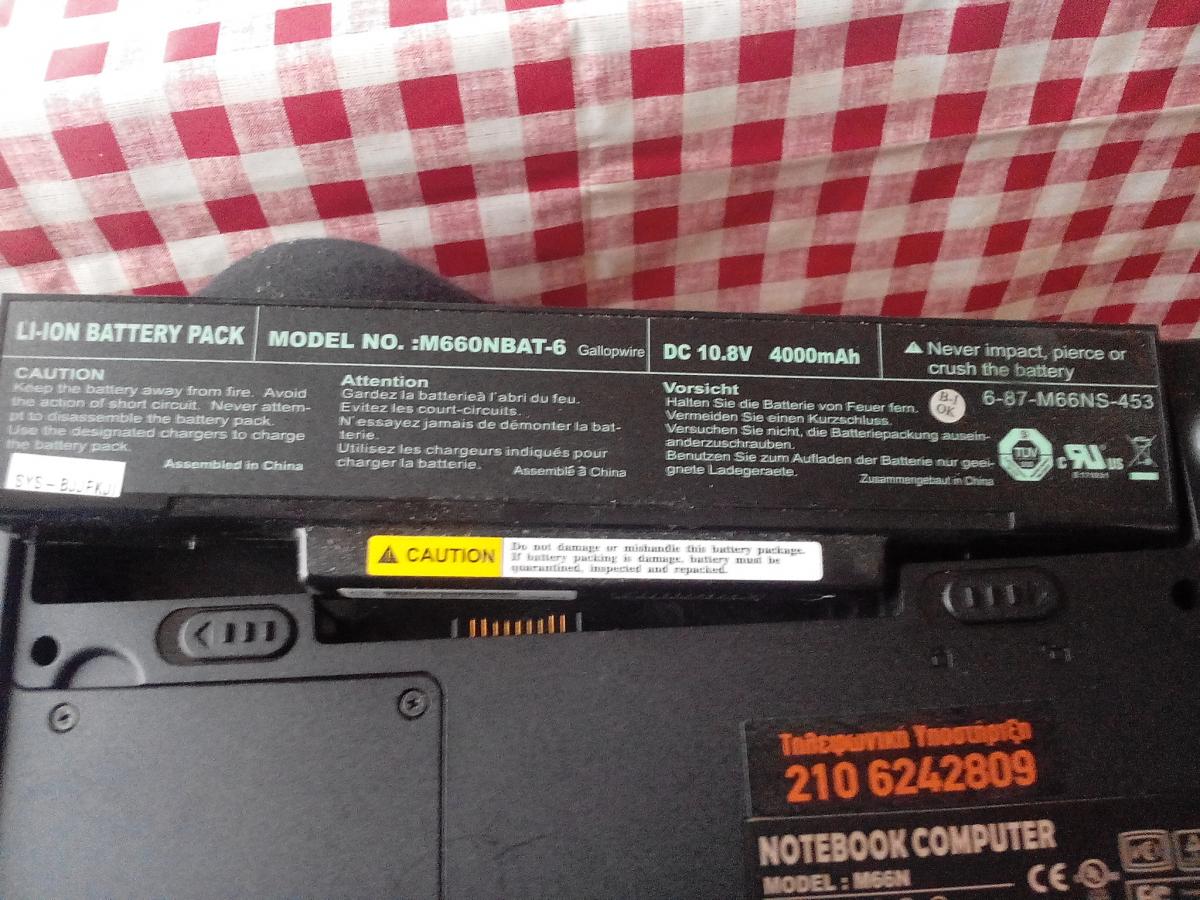 LI-ION BATTERY PACK
MODEL NO. :M660NBAT-6 Gallopwire
DC 10.8V 4000mAh
Never impact, pierce or
crush the battery
CAUTION
Keep the battery away from fire. Avoid
the action of short circuit. Never attem-
pt to disassemble the battery pack.
Use the designated chargers to charge
the battery pack.
Assembled in China
SYS-BJJFKJ
Attention
Gardez la batterieà l'abri du feu.
Evitez les court-circuits.
N'essayez jamais de démonter la bat-
terie.
Utilisez les chargeurs indiqués pour
charger la batterie.
Assemblé à China
Vorsicht
Halten Sie die Batterie von Feuer fern.
Vermeiden Sie einen Kurzschluss.
Versuchen Sie nicht, die Batteriepackung ausein-
anderzuschrauben.
Benutzen Sie zum Aufladen der Batterie nur geei-
gnete Ladegeraete.
Zusammengebaut in China
B-J
OK
6-87-M66NS-453
TÜV
c US
CAUTION
Do not damage or mishandle this battery package.
If battery packing is damage, battery must be
quarantined, inspected and repacked.
Τηλεφωνική Υποστήριξη
210 6242809
NOTEBOOK COMPUTER
MODEL : M66N
CE